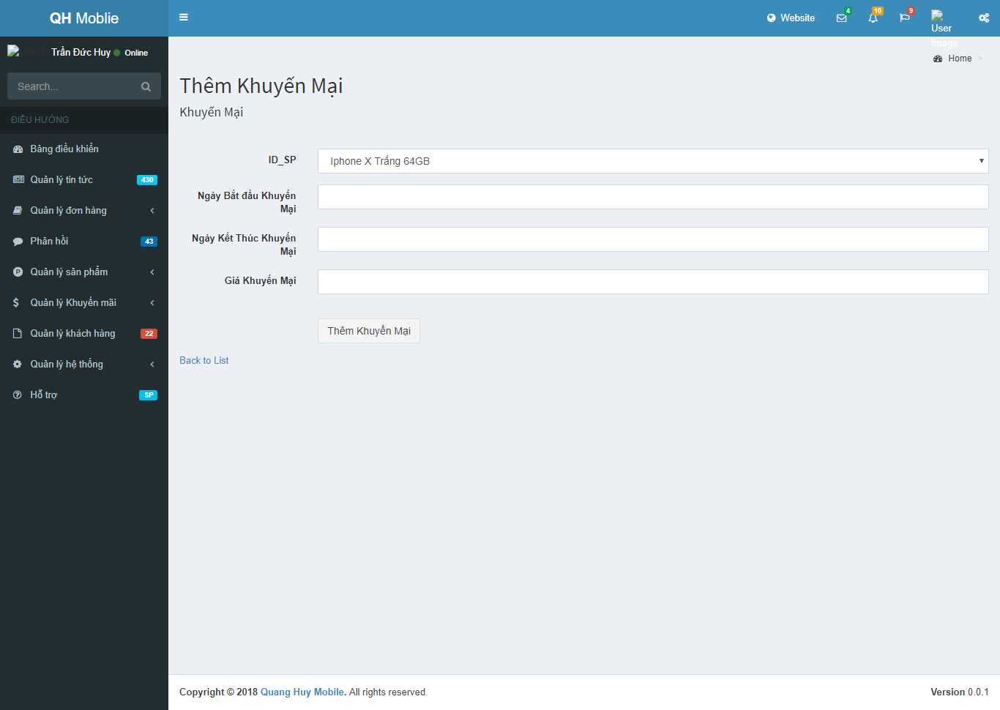 QH Moblie
Website
4
10
9
User Image
Trần Đức Huy
Online
Home >
Search...
Thêm Khuyến Mại
Khuyến Mại
ĐIỀU HƯỚNG
Bảng điều khiển
Quản lý tin tức 430
Quản lý đơn hàng
Phản hồi 43
Quản lý sản phẩm
Quản lý Khuyến mãi
Quản lý khách hàng 22
Quản lý hệ thống
Hỗ trợ SP
ID_SP
Iphone X Trắng 64GB
Ngày Bắt đầu Khuyến
Mại
Ngày Kết Thúc Khuyến
Mại
Giá Khuyến Mại
Thêm Khuyến Mại
Back to List
Copyright © 2018 Quang Huy Mobile. All rights reserved.
Version 0.0.1